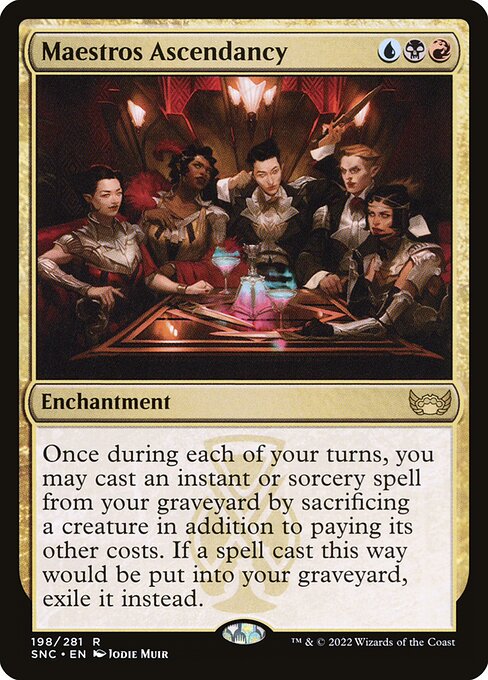 Maestros Ascendancy
Enchantment
Once during each of your turns, you
may cast an instant or sorcery spell
from your graveyard by sacrificing
a creature in addition to paying its
other costs. If a spell cast this way
would be put into your graveyard,
exile it instead.
198/281 R
SNC • EN Jodie Muir
™ & © 2022 Wizards of the Coast